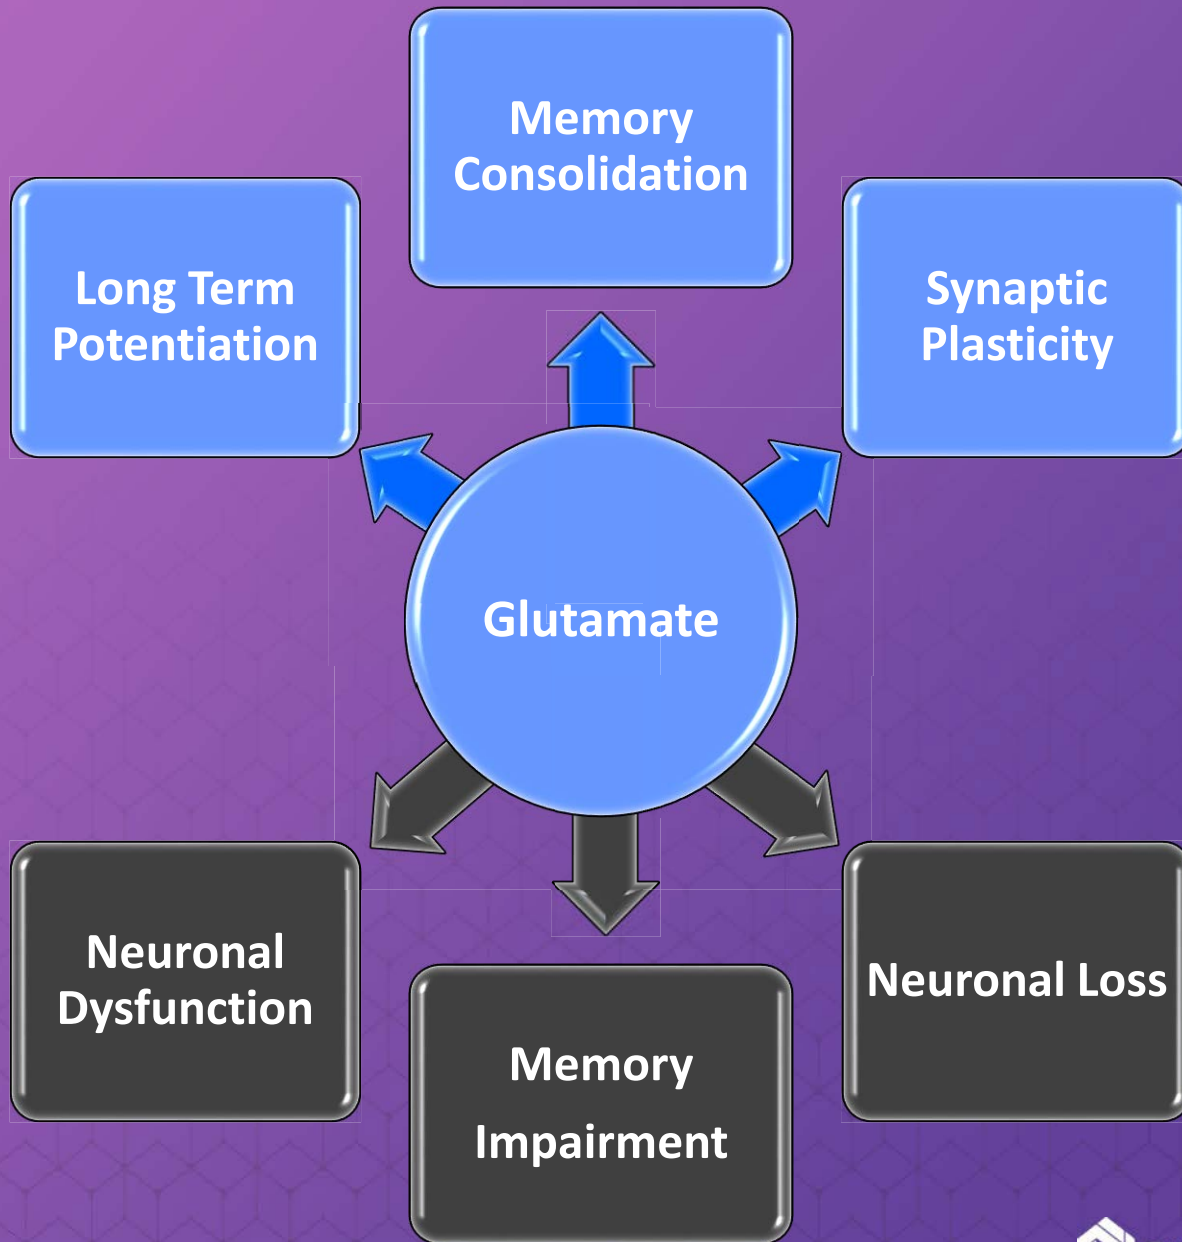 Memory
Consolidation
Long Term
Potentiation
Synaptic
Plasticity
Glutamate
Neuronal
Dysfunction
Neuronal Loss
Memory
Impairment